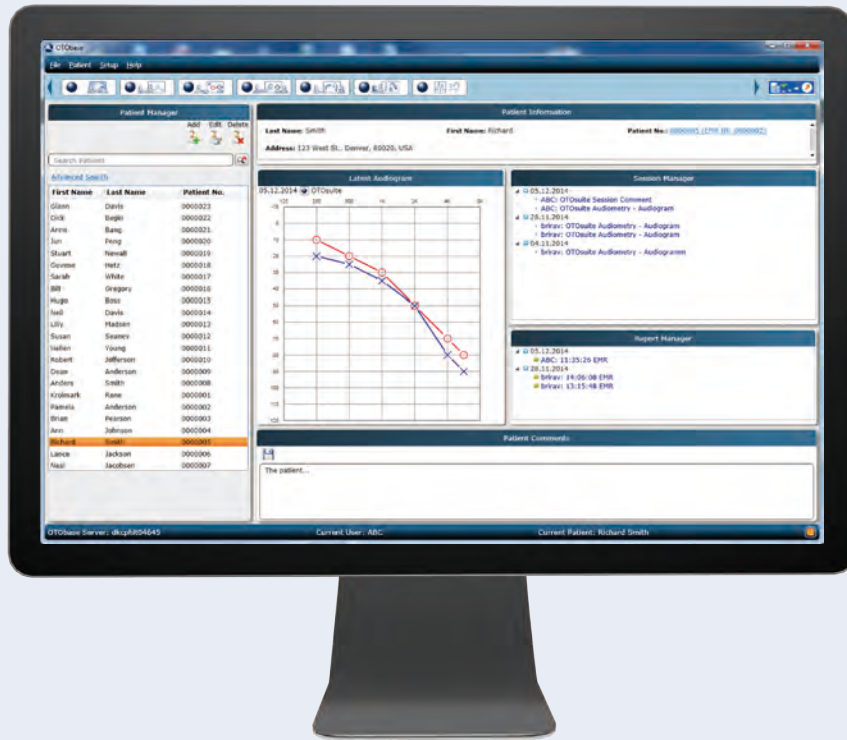 OTObase
File Patient Setup Help
Patient Manager
Add Edit Delete
Search Patients
Advanced Search
First Name Last Name Patient No.
Glenn Davis 0000023
Dick 0000022
Anni Bang 0000021
Jun Feng 0000020
Stuart Newall 0000019
Hetz 0000018
Sarah White 0000017
Bill Gregory 0000016
Hugo Boss 0000015
Neil Davis 0000014
Lilly Madsen 0000013
Susan Seaney 0000012
Hellen Young 0000011
Robert Jefferson 0000010
Dean Anderson 0000009
Anders Smith 0000008
Rane 0000001
Pamela Anderson 0000002
Brian Pearson 0000003
Ann Johnson 0000004
Richard Smith 0000005
Lance Jackson 0000006
Neal Jacobsen 0000007
Patient Information
Last Name: Smith First Name: Richard Patient No.: 0000005 (EMR ID: 0000002)
Address: 123 West St., Denver, 80020, USA
Latest Audiogram
05.12.2014 OTOsuite
Session Manager
05.12.2014
ABC: OTOsuite Session Comment
ABC: OTOsuite Audiometry - Audiogram
28.11.2014
brirav: OTOsuite Audiometry - Audiogram
brirav: OTOsuite Audiometry - Audiogram
04.11.2014
brirav: OTOsuite Audiometry - Audiogramm
Report Manager
05.12.2014
ABC: 11:35:26 EMR
28.11.2014
brirav: 14:06:08 EMR
brirav: 13:15:48 EMR
Patient Comments
The patient...
OTObase Server: Current User: ABC Current Patient: Richard Smith